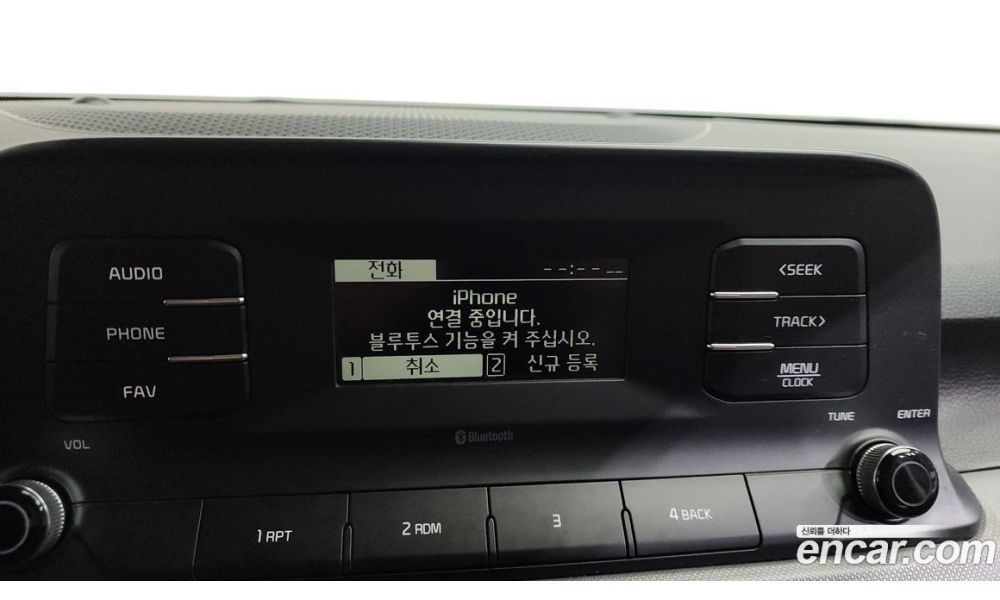 AUDIO
PHONE
FAV
VOL
전화 --:-- __
iPhone
연결 중입니다.
블루투스 기능을 켜 주십시오.
1 취소 2 신규 등록
Bluetooth
<SEEK
TRACK>
MENU
CLOCK
TUNE
ENTER
1 RPT
2 RDM
3
4 BACK
신뢰를 더하다
encar.com